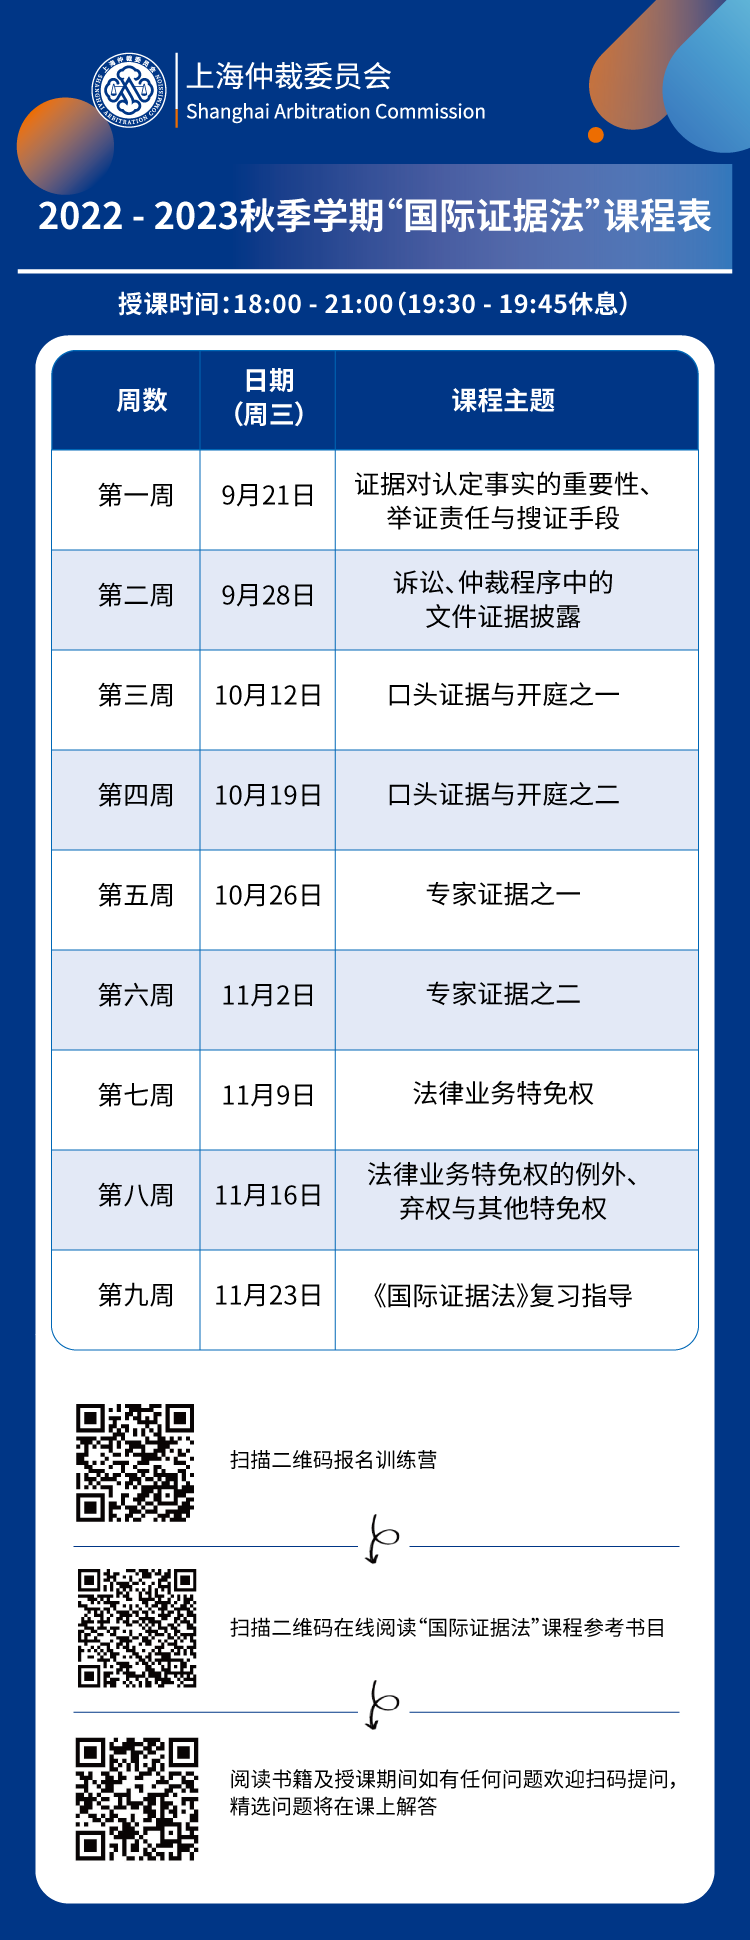 上海仲裁委员会
Shanghai Arbitration Commission
上海仲裁委员会
SHANGHAI ARBITRATION COMMISSION
2022 - 2023秋季学期“国际证据法”课程表
授课时间：18:00 - 21:00（19:30 - 19:45休息）
周数
日期
（周三）
课程主题
第一周
9月21日
证据对认定事实的重要性、
举证责任与搜证手段
第二周
9月28日
诉讼、仲裁程序中的
文件证据披露
第三周
10月12日
口头证据与开庭之一
第四周
10月19日
口头证据与开庭之二
第五周
10月26日
专家证据之一
第六周
11月2日
专家证据之二
第七周
11月9日
法律业务特免权
第八周
11月16日
法律业务特免权的例外、
弃权与其他特免权
第九周
11月23日
《国际证据法》复习指导
扫描二维码报名训练营
扫描二维码在线阅读“国际证据法”课程参考书目
阅读书籍及授课期间如有任何问题欢迎扫码提问，
精选问题将在课上解答